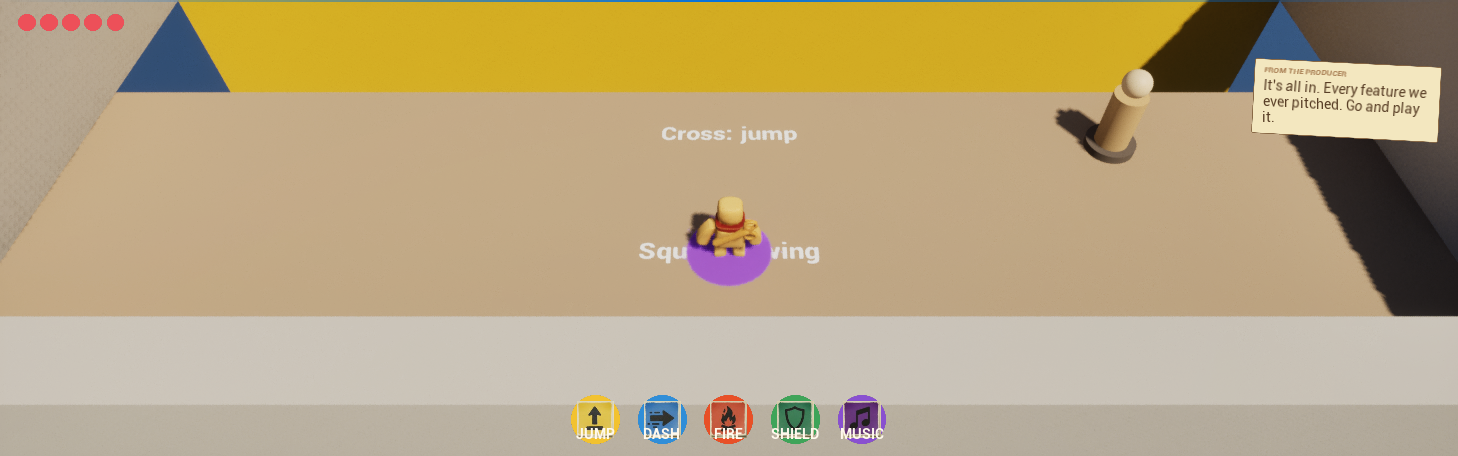 FROM THE PRODUCER
It's all in. Every feature we
ever pitched. Go and play
it.
Cross: jump
JUMP
DASH
FIRE
SHIELD
MUSIC